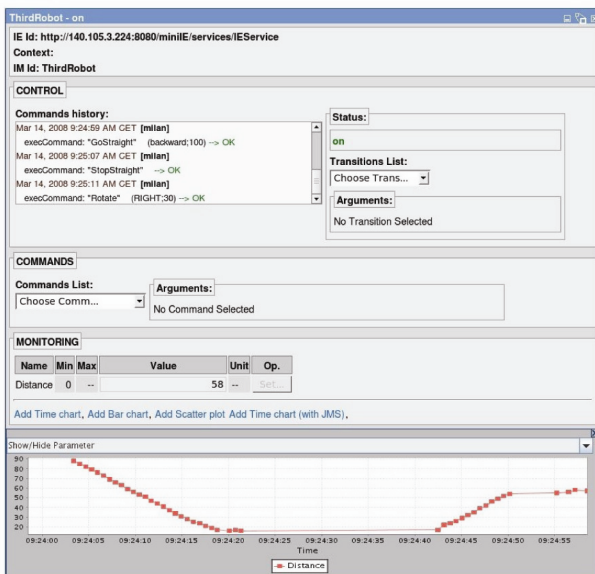 ThirdRobot - on
IE Id: http://140.105.3.224:8080/miniIE/services/IEService
Context:
IM Id: ThirdRobot
CONTROL
Commands history:
Mar 14, 2008 9:24:59 AM CET [milan]
execCommand: "GoStraight" (backward;100) --> OK
Mar 14, 2008 9:25:07 AM CET [milan]
execCommand: "StopStraight" --> OK
Mar 14, 2008 9:25:11 AM CET [milan]
execCommand: "Rotate" (RIGHT;30) --> OK
Status:
on
Transitions List:
Choose Trans...
Arguments:
No Transition Selected
COMMANDS
Commands List:
Choose Comm...
Arguments:
No Command Selected
MONITORING
Name Min Max Value Unit Op.
Distance 0 -- 58 -- Set...
Add Time chart, Add Bar chart, Add Scatter plot Add Time chart (with JMS),
Show/Hide Parameter
90
80
70
60
50
40
30
20
09:24:00 09:24:05 09:24:10 09:24:15 09:24:20 09:24:25 09:24:30 09:24:35 09:24:40 09:24:45 09:24:50 09:24:55
Time
Distance